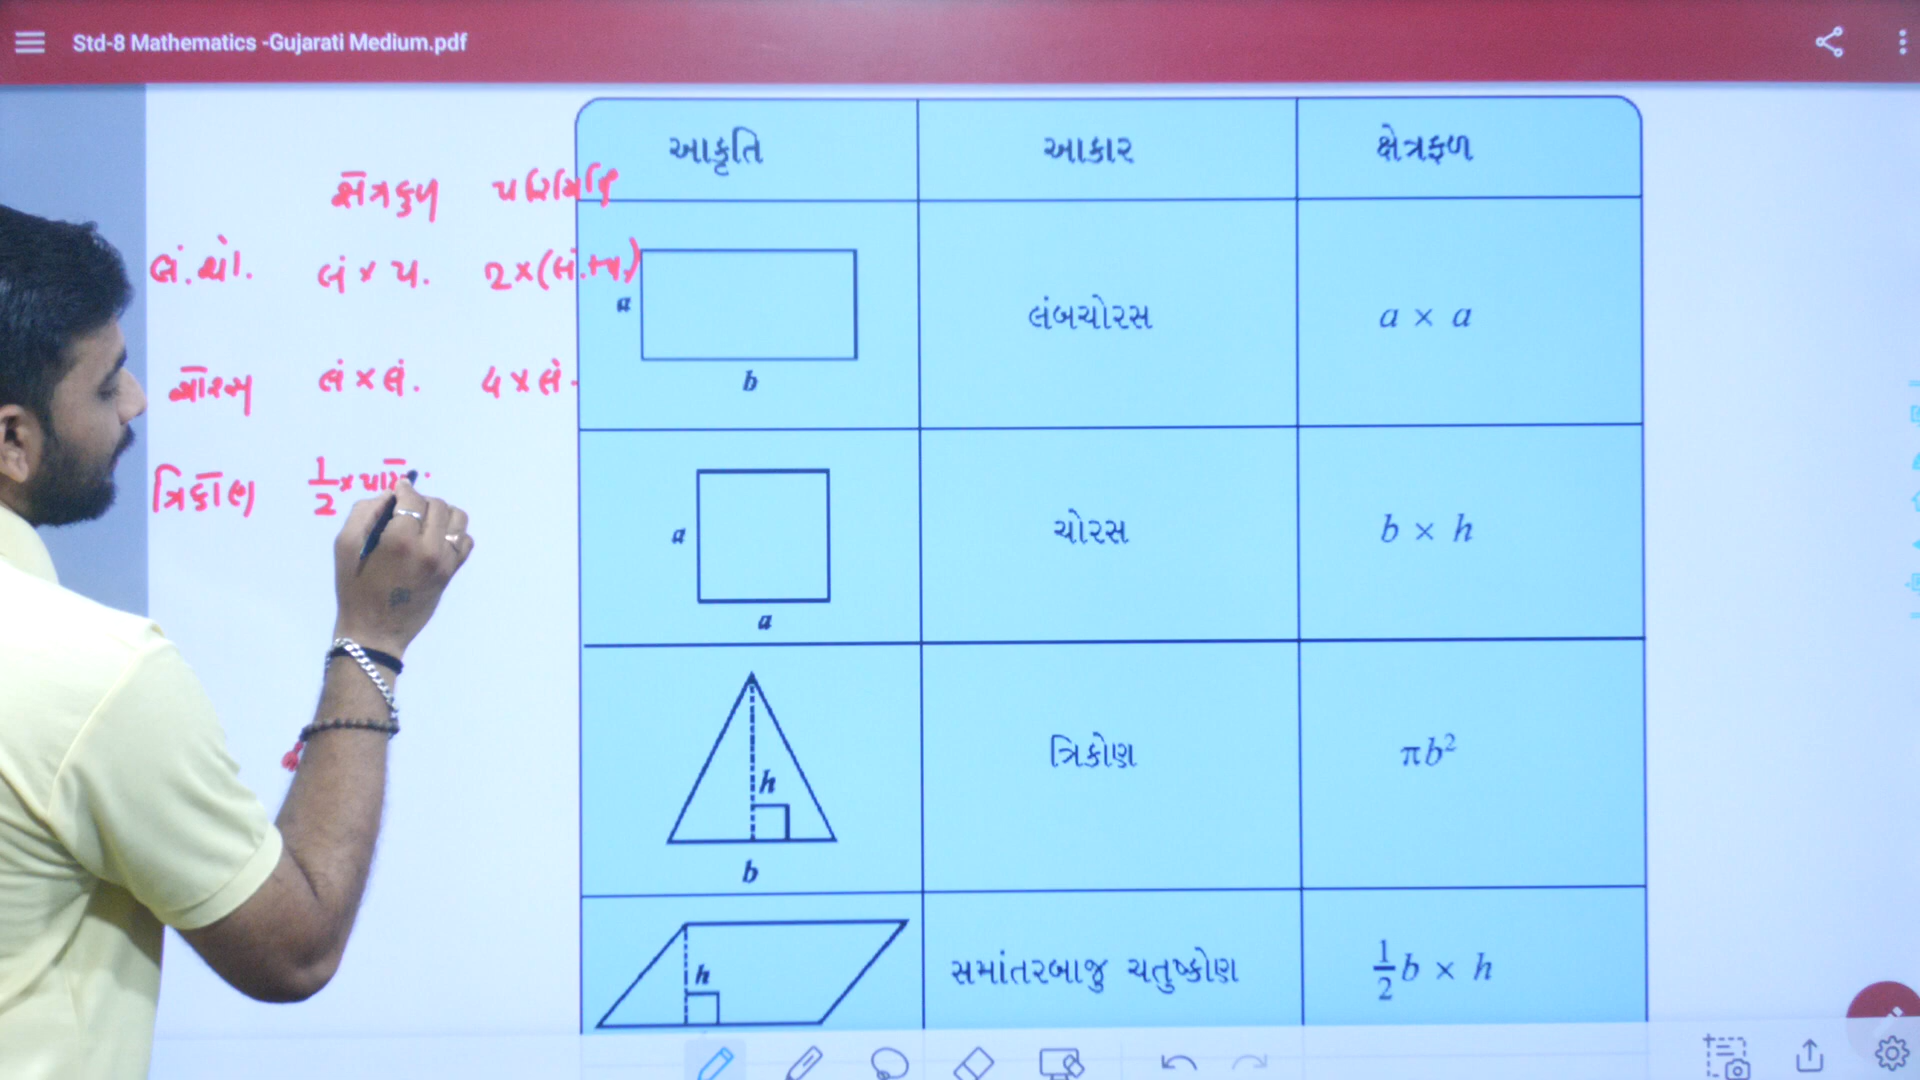 Std-8 Mathematics -Gujarati Medium.pdf
ક્ષેત્રફળ પરિમિતિ
લં.ચો. લં × પ. 2×(લં.+પ.)
ચોરસ લં × લં. 4 × લં.
ત્રિકોણ 1/2 ×
આકૃતિ આકાર ક્ષેત્રફળ
a b લંબચોરસ a × a
a a ચોરસ b × h
h b ત્રિકોણ πb²
h સમાંતરબાજુ ચતુષ્કોણ 1/2 b × h